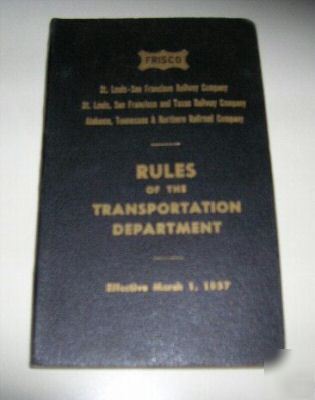 FRISCO
St. Louis-San Francisco Railway Company
St. Louis, San Francisco and Texas Railway Company
Alabama, Tennessee & Northern Railroad Company
RULES
OF THE
TRANSPORTATION
DEPARTMENT
Effective March 1, 1957